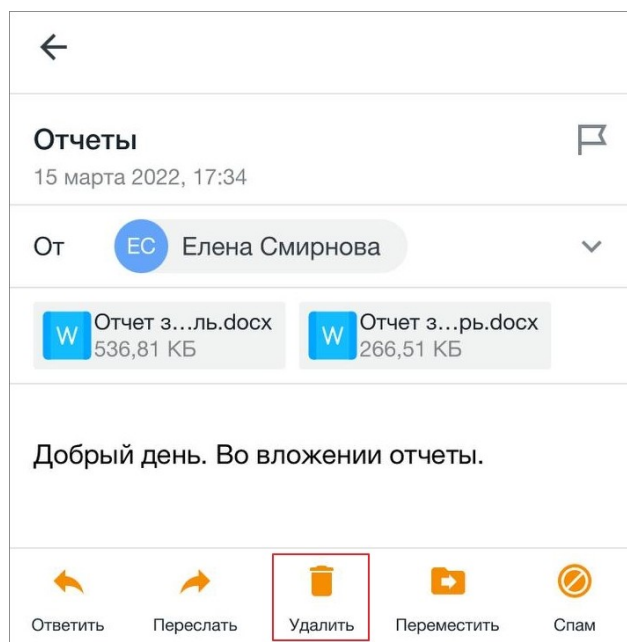 Отчеты
15 марта 2022, 17:34
От ЕС Елена Смирнова
W Отчет з...ль.docx
536,81 КБ
W Отчет з...рь.docx
266,51 КБ
Добрый день. Во вложении отчеты.
Ответить Переслать Удалить Переместить Спам